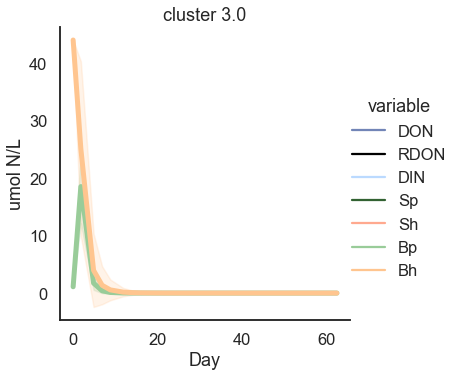 cluster 3.0
umol N/L
40
30
20
10
0
0 20 40 60
Day
variable
DON
RDON
DIN
Sp
Sh
Bp
Bh